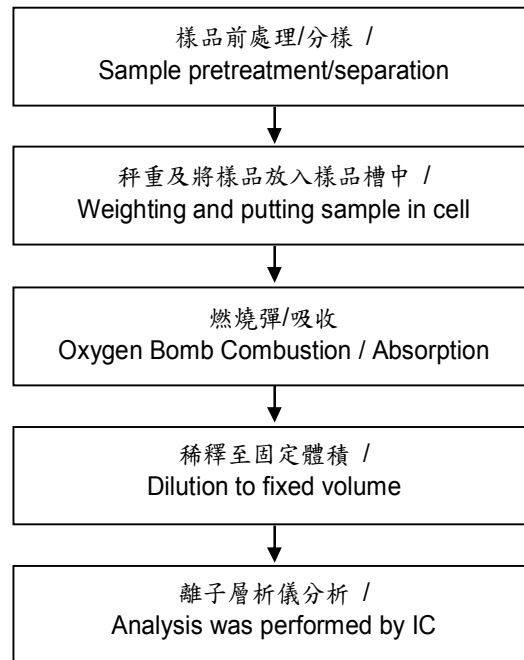 樣品前處理/分樣 /
Sample pretreatment/separation
秤重及將樣品放入樣品槽中 /
Weighting and putting sample in cell
燃燒彈/吸收
Oxygen Bomb Combustion / Absorption
稀釋至固定體積 /
Dilution to fixed volume
離子層析儀分析 /
Analysis was performed by IC